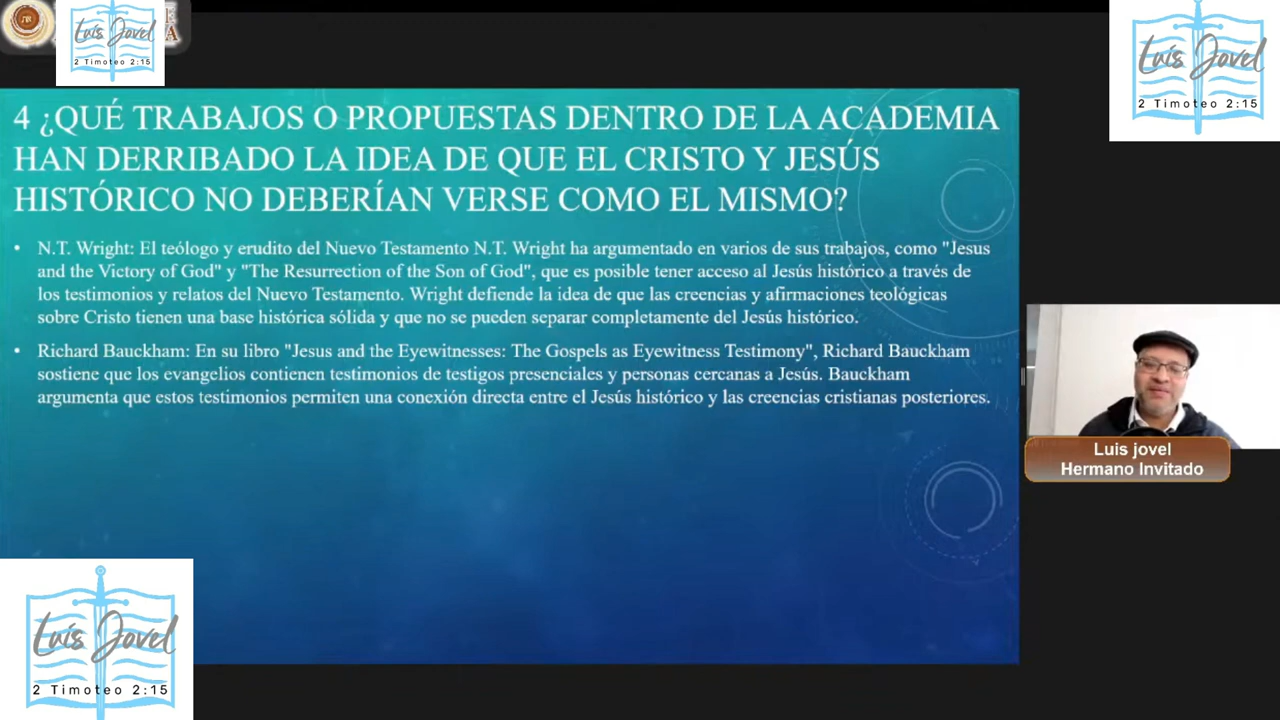 Luis Jovel
2 Timoteo 2:15
Luis Jovel
2 Timoteo 2:15
4 ¿QUÉ TRABAJOS O PROPUESTAS DENTRO DE LA ACADEMIA
HAN DERRIBADO LA IDEA DE QUE EL CRISTO Y JESÚS
HISTÓRICO NO DEBERÍAN VERSE COMO EL MISMO?
• N.T. Wright: El teólogo y erudito del Nuevo Testamento N.T. Wright ha argumentado en varios de sus trabajos, como "Jesus
and the Victory of God" y "The Resurrection of the Son of God", que es posible tener acceso al Jesús histórico a través de
los testimonios y relatos del Nuevo Testamento. Wright defiende la idea de que las creencias y afirmaciones teológicas
sobre Cristo tienen una base histórica sólida y que no se pueden separar completamente del Jesús histórico.
• Richard Bauckham: En su libro "Jesus and the Eyewitnesses: The Gospels as Eyewitness Testimony", Richard Bauckham
sostiene que los evangelios contienen testimonios de testigos presenciales y personas cercanas a Jesús. Bauckham
argumenta que estos testimonios permiten una conexión directa entre el Jesús histórico y las creencias cristianas posteriores.
Luis jovel
Hermano Invitado
Luis Jovel
2 Timoteo 2:15